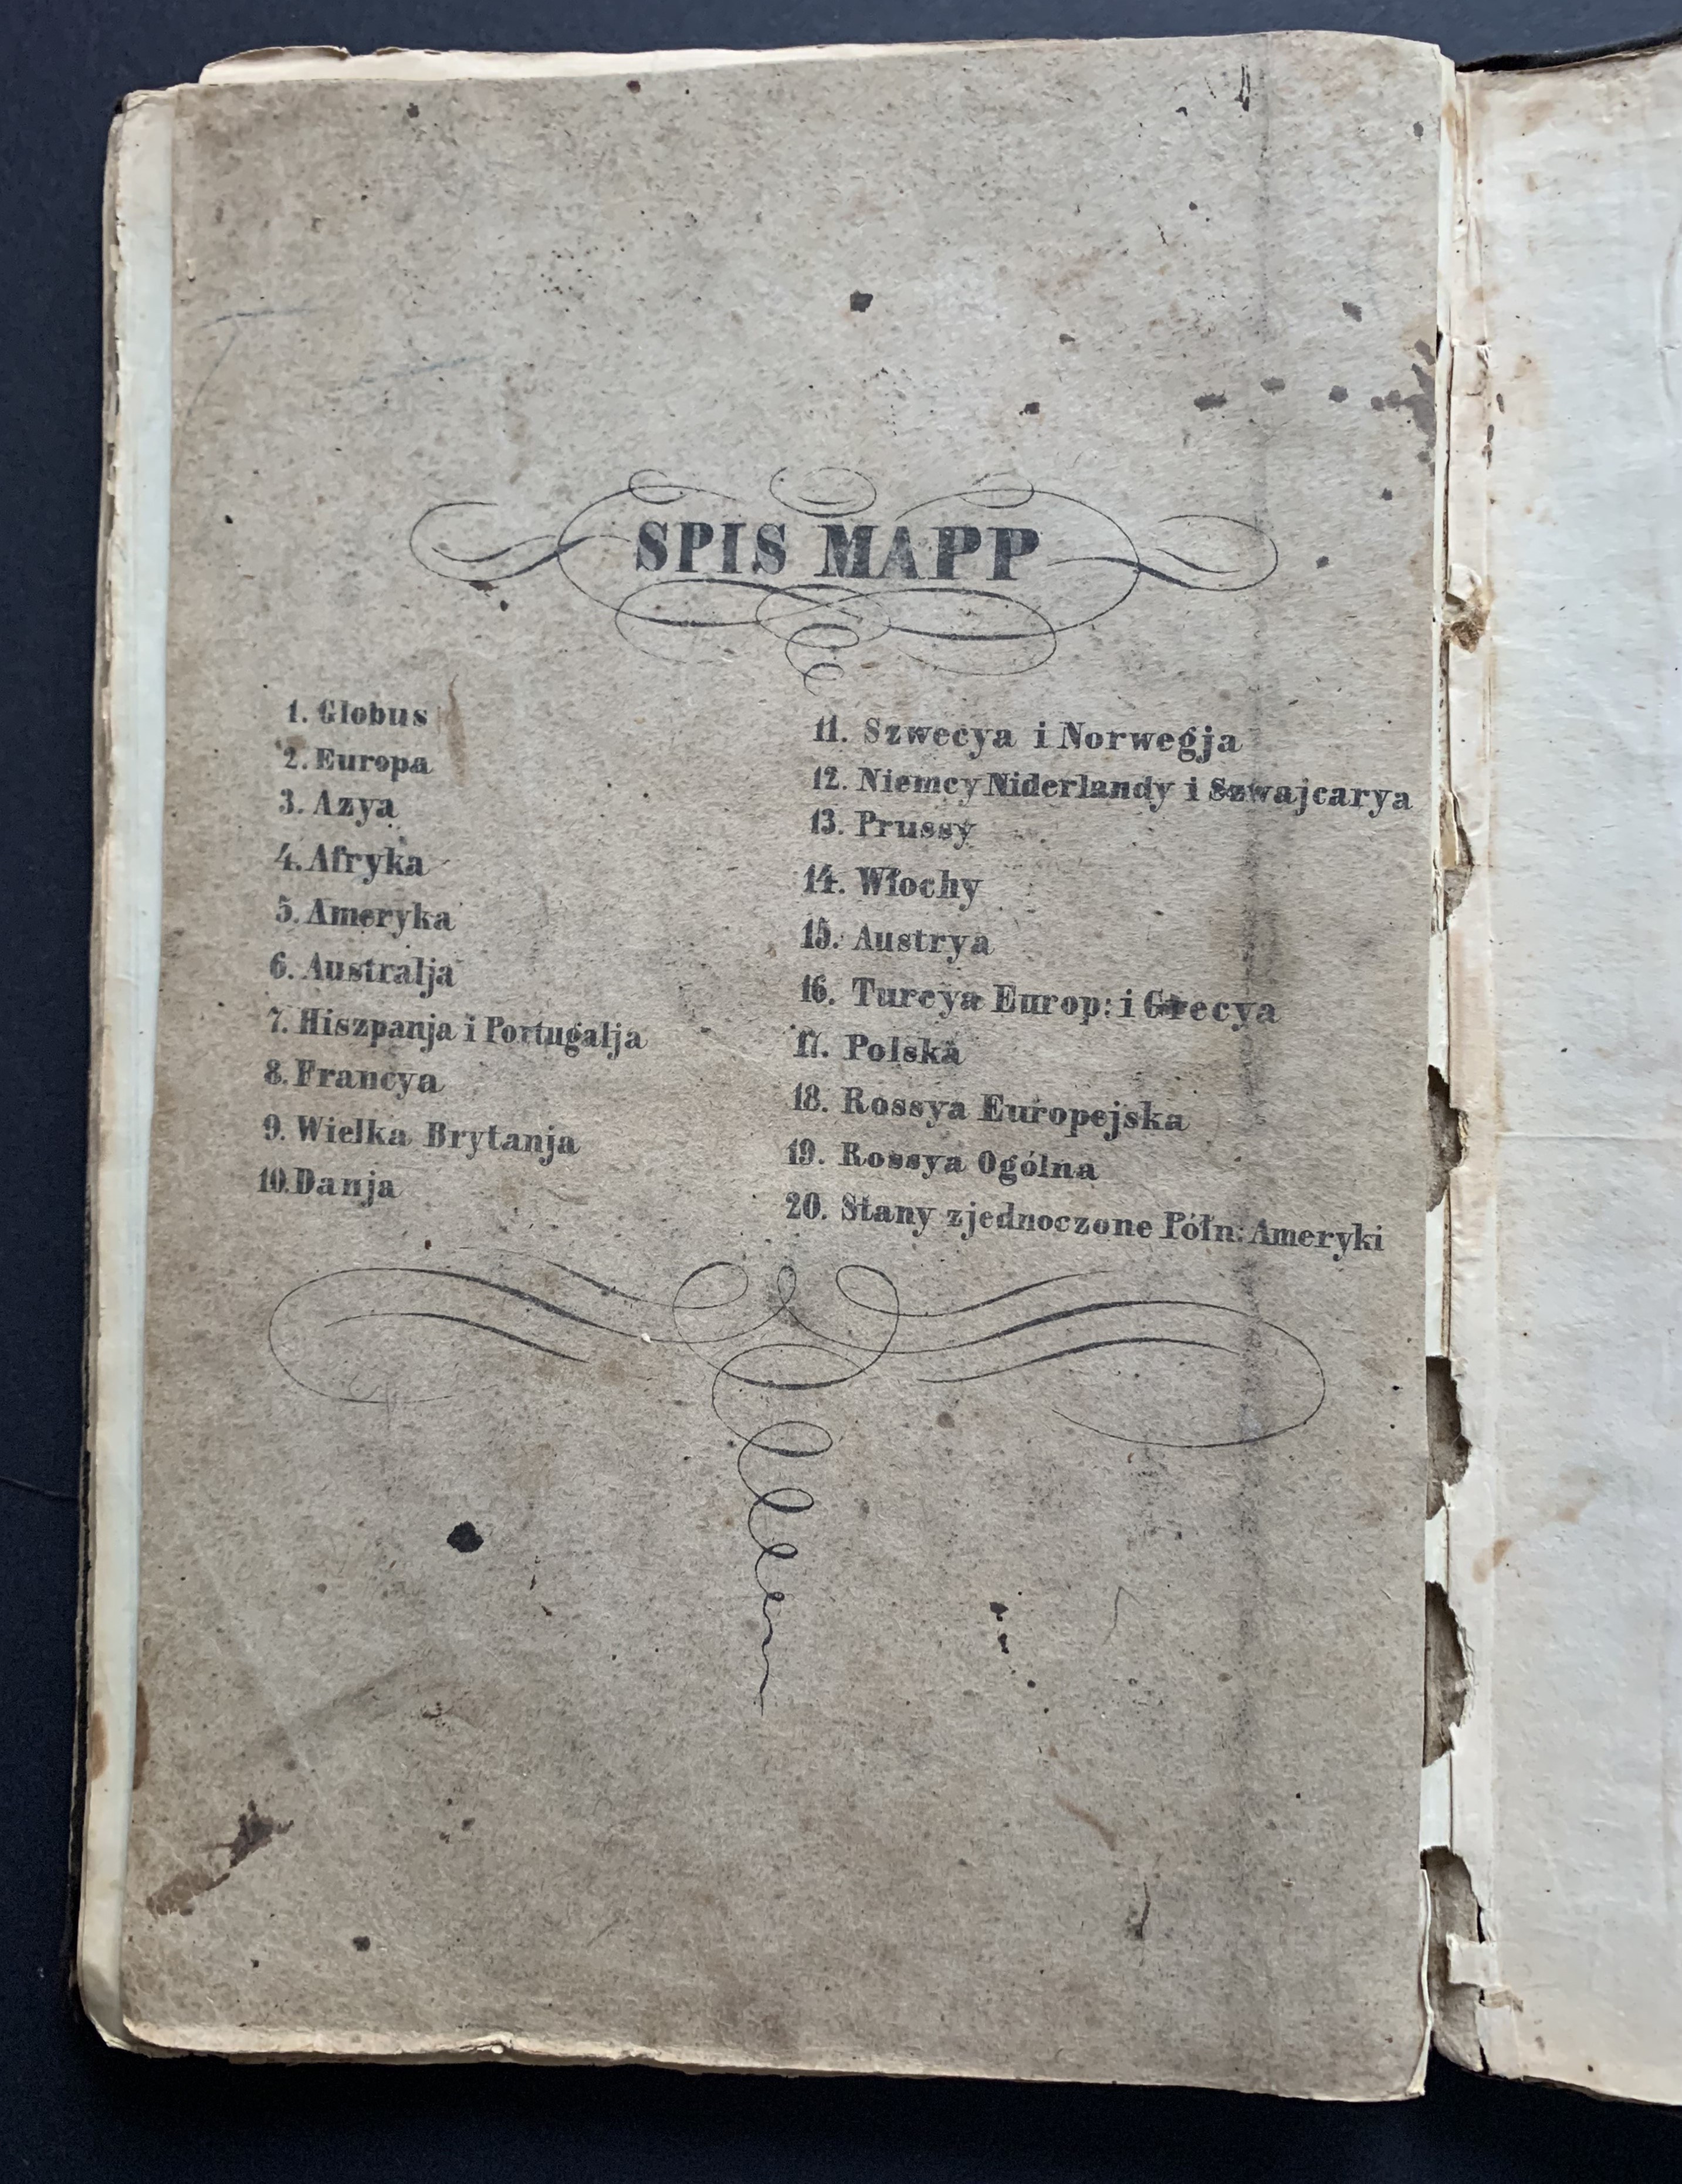 SPIS MAPP
1. Globus
2. Europa
3. Azya
4. Afryka
5. Ameryka
6. Australja
7. Hiszpanja i Portugalja
8. Francya
9. Wielka Brytanja
10. Danja
11. Szwecya i Norwegja
12. Niemcy Niderlandy i Szwajcarya
13. Prussy
14. Włochy
15. Austrya
16. Turcya Europ: i Grecya
17. Polska
18. Rossya Europejska
19. Rossya Ogólna
20. Stany zjednoczone Półn: Ameryki